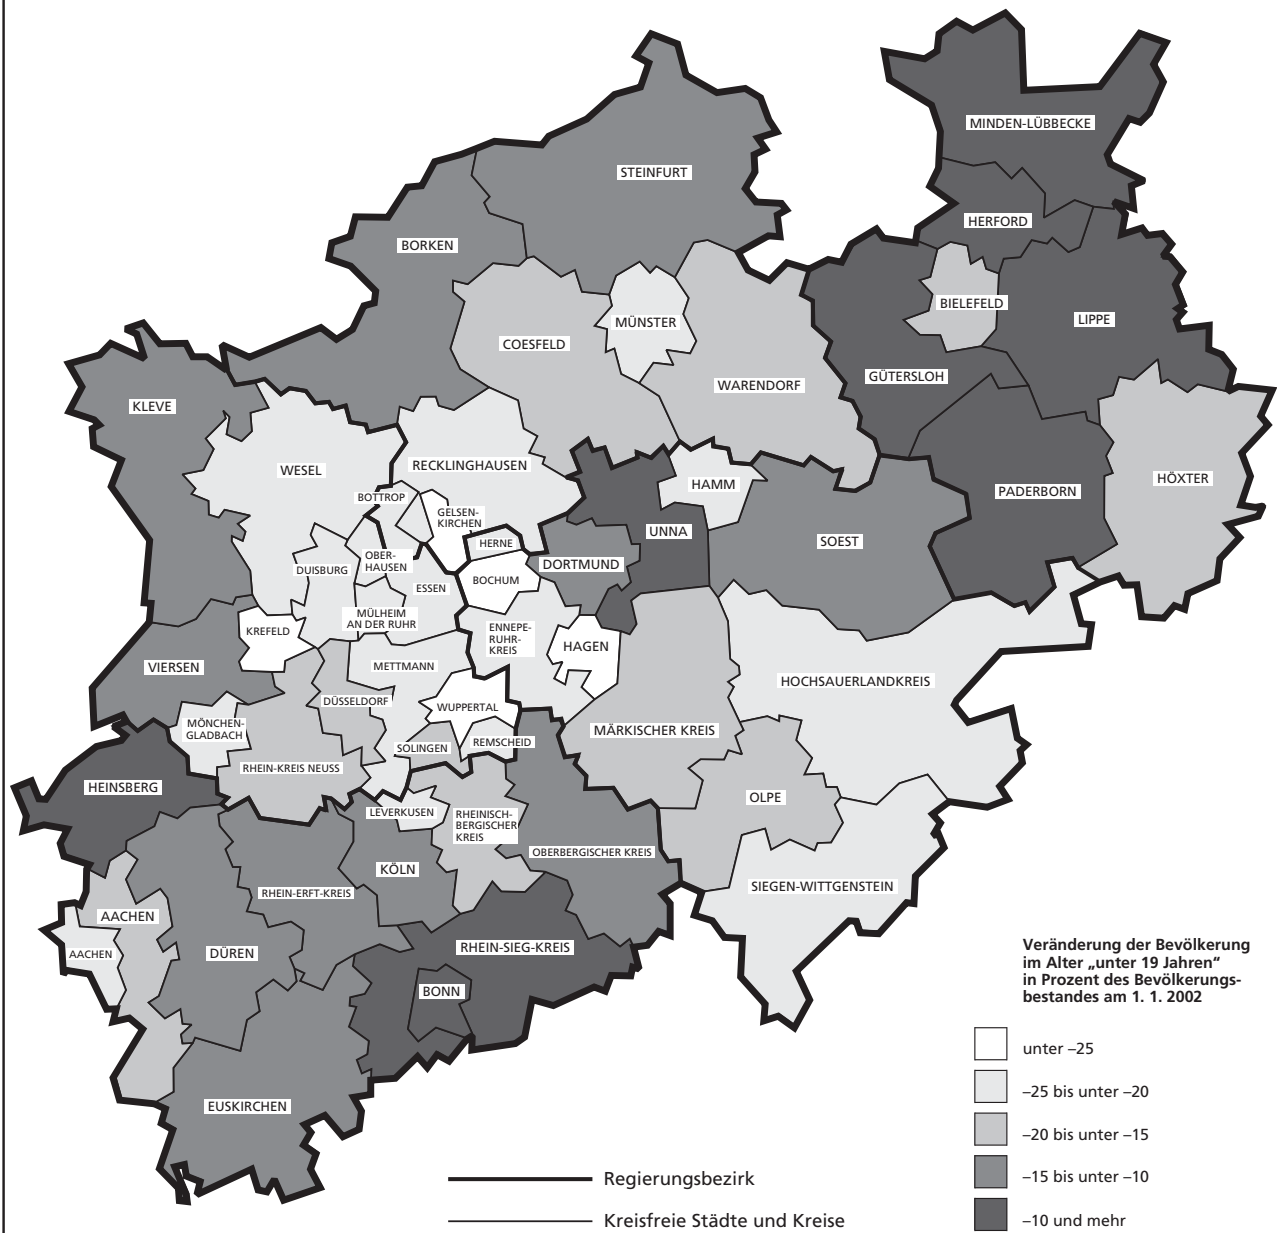 MINDEN-LÜBBECKE
STEINFURT
HERFORD
BORKEN
BIELEFELD
LIPPE
MÜNSTER
COESFELD
GÜTERSLOH
WARENDORF
KLEVE
WESEL
RECKLINGHAUSEN
HÖXTER
HAMM
PADERBORN
BOTTROP
GELSEN-
KIRCHEN
UNNA
SOEST
HERNE
OBER-
HAUSEN
DORTMUND
DUISBURG
BOCHUM
ESSEN
MÜLHEIM
AN DER RUHR
KREFELD
ENNEPE-
RUHR-
KREIS
HAGEN
VIERSEN
METTMANN
HOCHSAUERLANDKREIS
DÜSSELDORF
WUPPERTAL
MÖNCHEN-
GLADBACH
MÄRKISCHER KREIS
SOLINGEN
REMSCHEID
RHEIN-KREIS NEUSS
HEINSBERG
OLPE
LEVERKUSEN
RHEINISCH-
BERGISCHER
KREIS
OBERBERGISCHER KREIS
KÖLN
SIEGEN-WITTGENSTEIN
RHEIN-ERFT-KREIS
AACHEN
RHEIN-SIEG-KREIS
AACHEN
DÜREN
BONN
EUSKIRCHEN
Veränderung der Bevölkerung
im Alter „unter 19 Jahren“
in Prozent des Bevölkerungs-
bestandes am 1. 1. 2002
unter –25
–25 bis unter –20
–20 bis unter –15
–15 bis unter –10
–10 und mehr
Regierungsbezirk
Kreisfreie Städte und Kreise